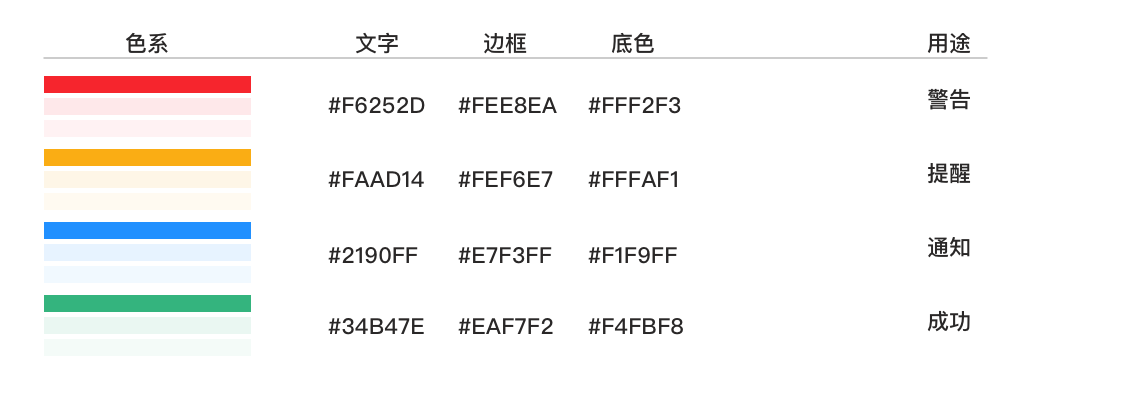 色系 文字 边框 底色 用途
#F6252D #FEE8EA #FFF2F3 警告
#FAAD14 #FEF6E7 #FFFAF1 提醒
#2190FF #E7F3FF #F1F9FF 通知
#34B47E #EAF7F2 #F4FBF8 成功